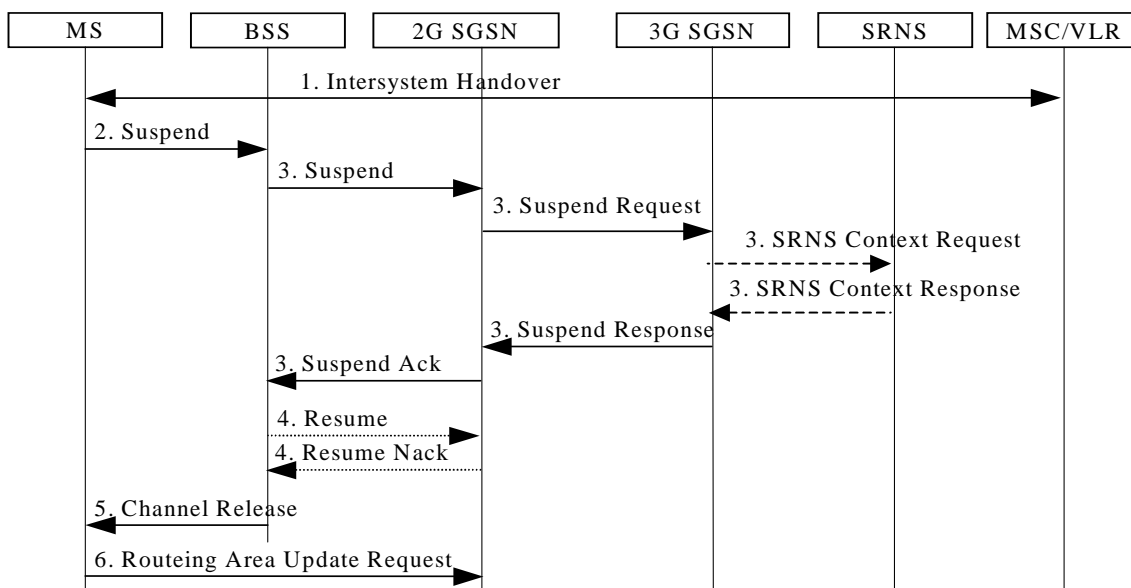 MS
BSS
2G SGSN
3G SGSN
SRNS
MSC/VLR
1. Intersystem Handover
2. Suspend
3. Suspend
3. Suspend Request
3. SRNS Context Request
3. SRNS Context Response
3. Suspend Response
3. Suspend Ack
4. Resume
4. Resume Nack
5. Channel Release
6. Routeing Area Update Request